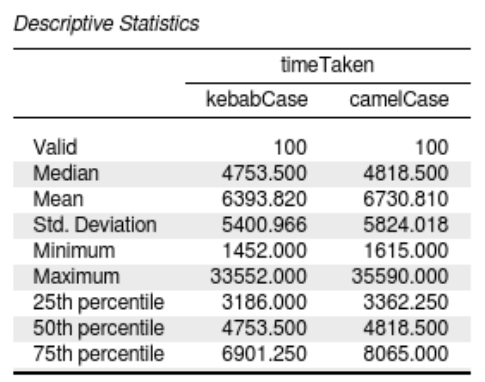 Descriptive Statistics
timeTaken
kebabCase camelCase
Valid 100 100
Median 4753.500 4818.500
Mean 6393.820 6730.810
Std. Deviation 5400.966 5824.018
Minimum 1452.000 1615.000
Maximum 33552.000 35590.000
25th percentile 3186.000 3362.250
50th percentile 4753.500 4818.500
75th percentile 6901.250 8065.000